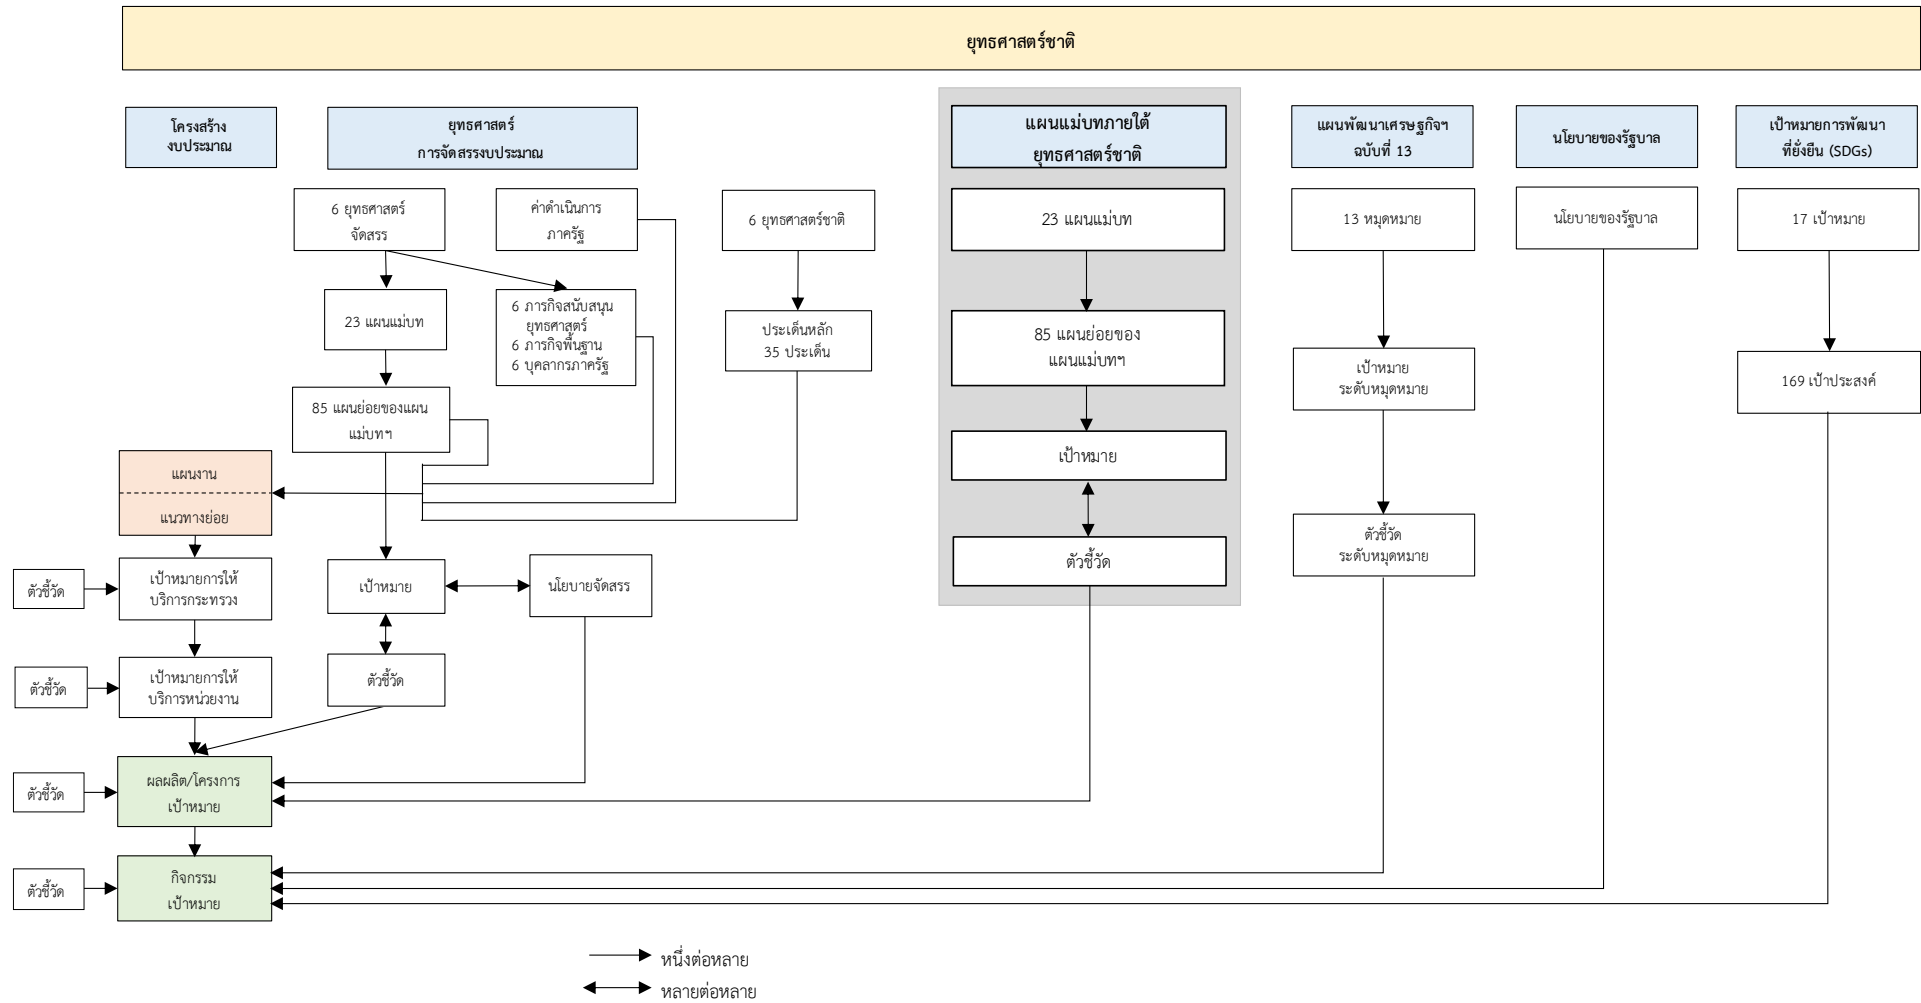 ยุทธศาสตร์ชาติ
โครงสร้าง
งบประมาณ
ยุทธศาสตร์
การจัดสรรงบประมาณ
แผนแม่บทภายใต้
ยุทธศาสตร์ชาติ
แผนพัฒนาเศรษฐกิจฯ
ฉบับที่ 13
นโยบายของรัฐบาล
เป้าหมายการพัฒนา
ที่ยั่งยืน (SDGs)
6 ยุทธศาสตร์
จัดสรร
ค่าดำเนินการ
ภาครัฐ
6 ยุทธศาสตร์ชาติ
23 แผนแม่บท
13 หมุดหมาย
นโยบายของรัฐบาล
17 เป้าหมาย
23 แผนแม่บท
6 ภารกิจสนับสนุน
ยุทธศาสตร์
6 ภารกิจพื้นฐาน
6 บุคลากรภาครัฐ
ประเด็นหลัก
35 ประเด็น
85 แผนย่อยของ
แผนแม่บทฯ
เป้าหมาย
ระดับหมุดหมาย
169 เป้าประสงค์
85 แผนย่อยของแผน
แม่บทฯ
เป้าหมาย
แผนงาน
แนวทางย่อย
ตัวชี้วัด
ตัวชี้วัด
ระดับหมุดหมาย
ตัวชี้วัด
เป้าหมายการให้
บริการกระทรวง
เป้าหมาย
นโยบายจัดสรร
ตัวชี้วัด
เป้าหมายการให้
บริการหน่วยงาน
ตัวชี้วัด
ตัวชี้วัด
ผลผลิต/โครงการ
เป้าหมาย
ตัวชี้วัด
กิจกรรม
เป้าหมาย
หนึ่งต่อหลาย
หลายต่อหลาย